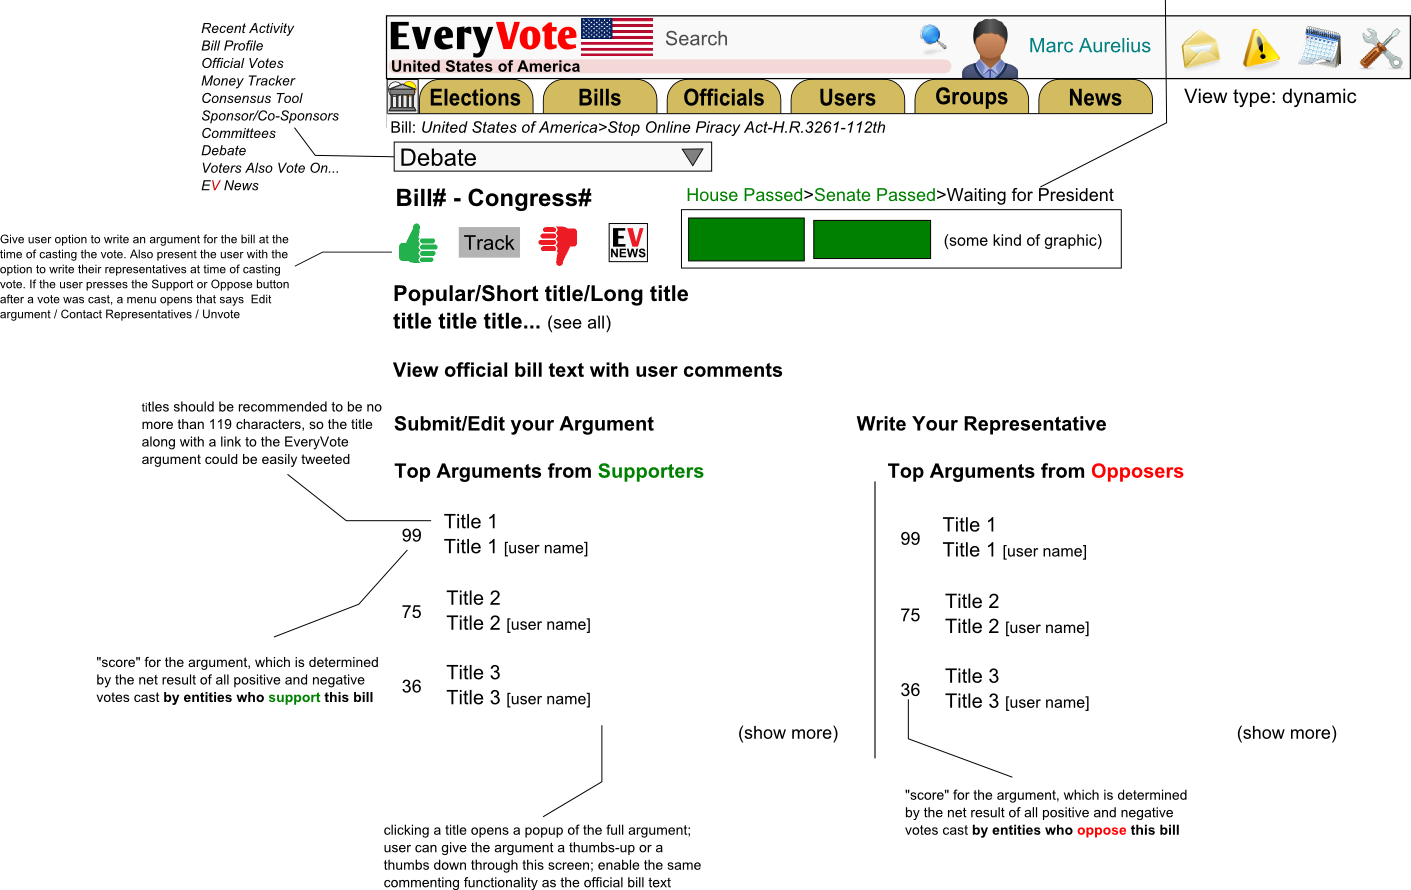 Recent Activity
Bill Profile
Official Votes
Money Tracker
Consensus Tool
Sponsor/Co-Sponsors
Committees
Debate
Voters Also Vote On...
EV News
EveryVote
United States of America
Search
Marc Aurelius
Elections
Bills
Officials
Users
Groups
News
View type: dynamic
Bill: United States of America>Stop Online Piracy Act-H.R.3261-112th
Debate
Bill# - Congress#
House Passed>Senate Passed>Waiting for President
Give user option to write an argument for the bill at the
time of casting the vote. Also present the user with the
option to write their representatives at time of casting
vote. If the user presses the Support or Oppose button
after a vote was cast, a menu opens that says  Edit
argument / Contact Representatives / Unvote
Track
EV
NEWS
(some kind of graphic)
Popular/Short title/Long title
title title title... (see all)
View official bill text with user comments
titles should be recommended to be no
more than 119 characters, so the title
along with a link to the EveryVote
argument could be easily tweeted
Submit/Edit your Argument
Write Your Representative
Top Arguments from Supporters
99
Title 1
Title 1 [user name]
75
Title 2
Title 2 [user name]
36
Title 3
Title 3 [user name]
(show more)
Top Arguments from Opposers
99
Title 1
Title 1 [user name]
75
Title 2
Title 2 [user name]
36
Title 3
Title 3 [user name]
(show more)
"score" for the argument, which is determined
by the net result of all positive and negative
votes cast by entities who support this bill
"score" for the argument, which is determined
by the net result of all positive and negative
votes cast by entities who oppose this bill
clicking a title opens a popup of the full argument;
user can give the argument a thumbs-up or a
thumbs down through this screen; enable the same
commenting functionality as the official bill text